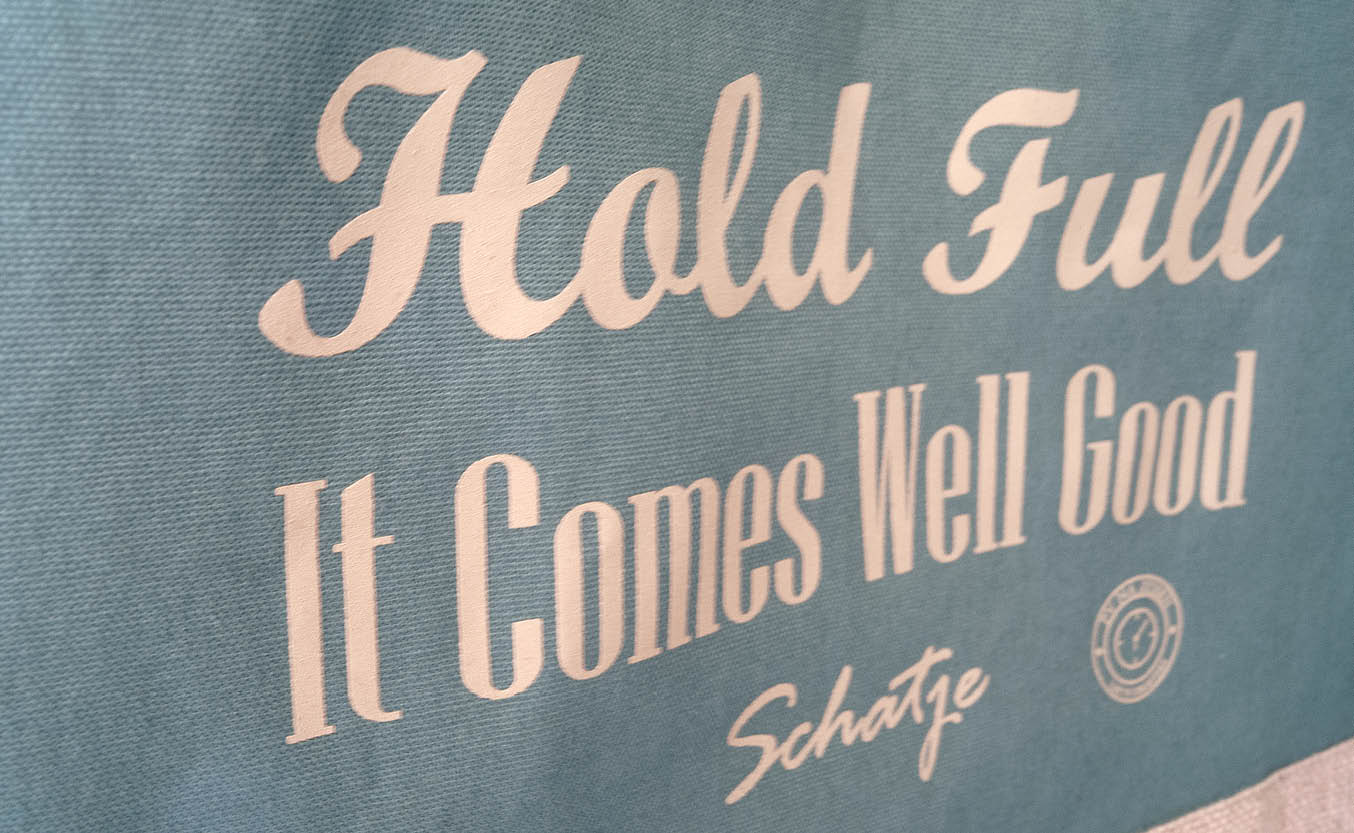 Hold Full
It Comes Well Good
Schatje